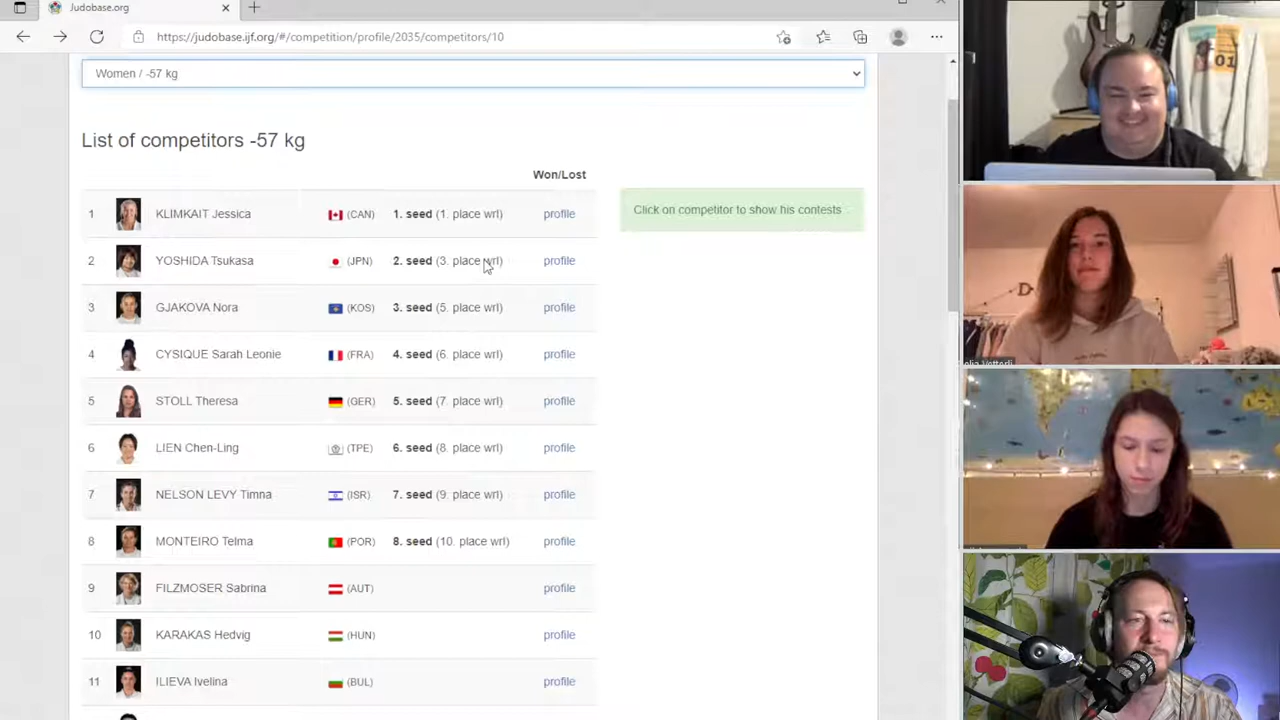 Judobase.org
https://judobase.ijf.org/#/competition/profile/2035/competitors/10
Women / -57 kg
List of competitors -57 kg
Won/Lost
1 KLIMKAIT Jessica (CAN) 1. seed (1. place wrl) profile
Click on competitor to show his contests
2 YOSHIDA Tsukasa (JPN) 2. seed (3. place wrl) profile
3 GJAKOVA Nora (KOS) 3. seed (5. place wrl) profile
4 CYSIQUE Sarah Leonie (FRA) 4. seed (6. place wrl) profile
5 STOLL Theresa (GER) 5. seed (7. place wrl) profile
6 LIEN Chen-Ling (TPE) 6. seed (8. place wrl) profile
7 NELSON LEVY Timna (ISR) 7. seed (9. place wrl) profile
8 MONTEIRO Telma (POR) 8. seed (10. place wrl) profile
9 FILZMOSER Sabrina (AUT) profile
10 KARAKAS Hedvig (HUN) profile
11 ILIEVA Ivelina (BUL) profile
01
D
Vetterli